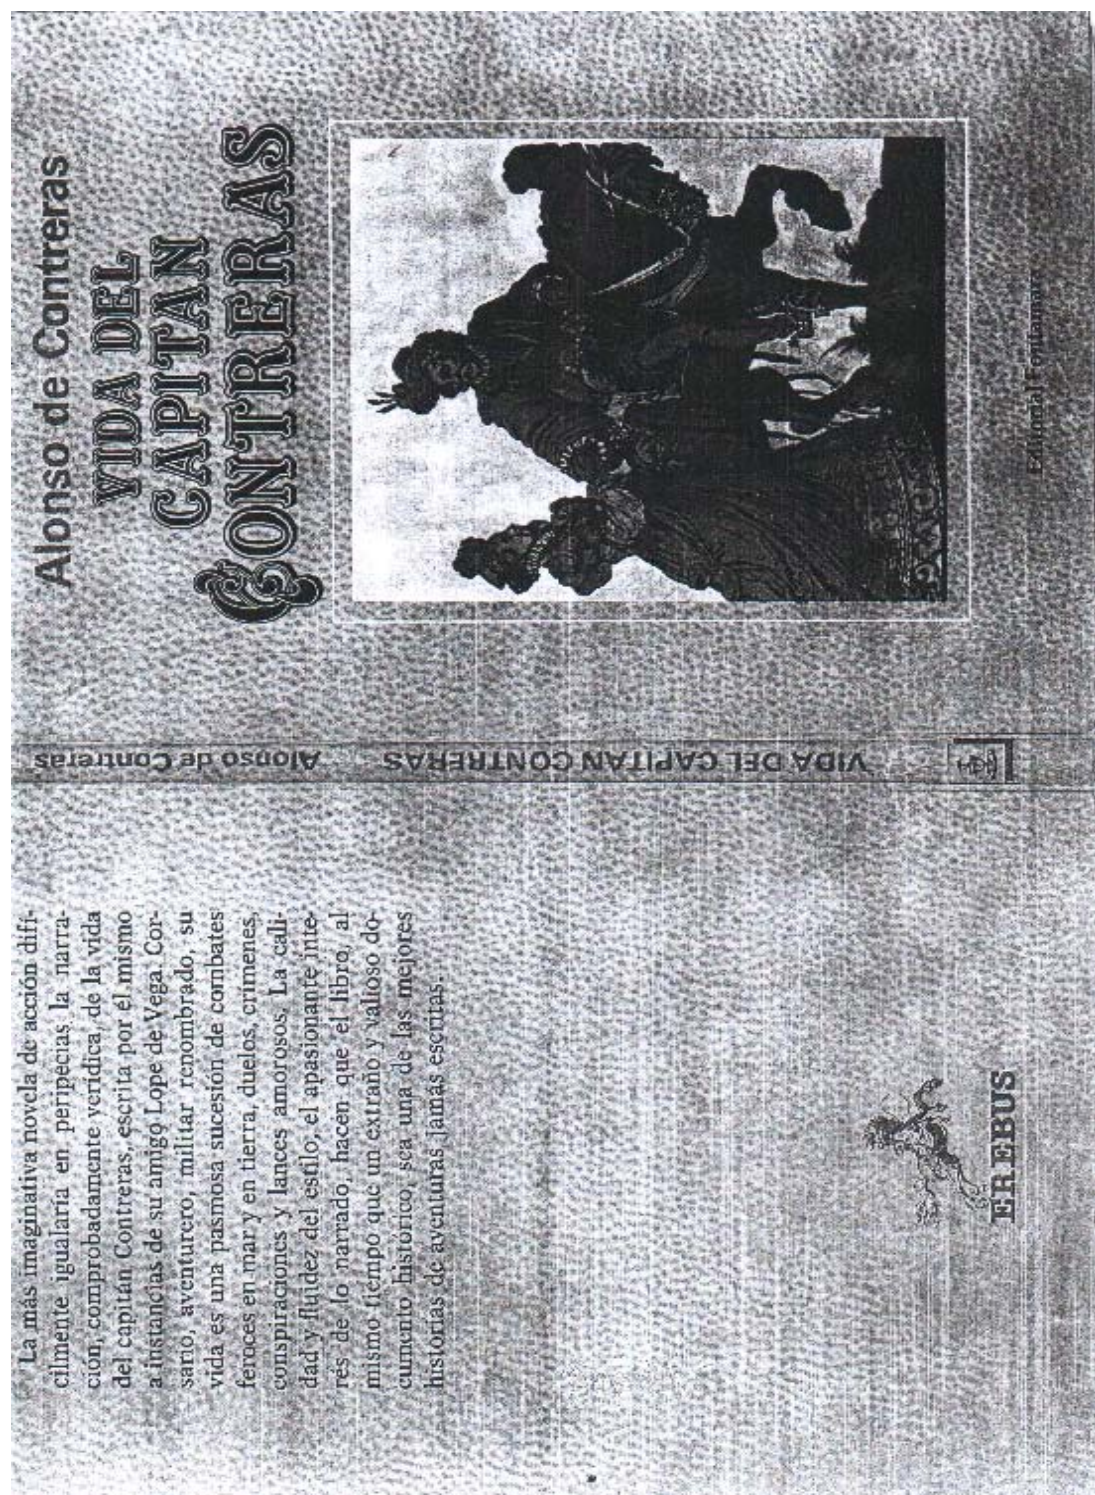 Alonso de Contreras
VIDA DEL
CAPITAN
CONTRERAS
Editorial Fontamara
Alonso de Contreras
VIDA DEL CAPITAN CONTRERAS
La más imaginativa novela de acción difí-
cilmente igualaría en peripecias la narra-
ción, comprobadamente verídica, de la vida
del capitán Contreras, escrita por él mismo
a instancias de su amigo Lope de Vega. Cor-
sario, aventurero, militar renombrado, su
vida es una pasmosa sucesión de combates
feroces en mar y en tierra, duelos, crímenes,
conspiraciones y lances amorosos. La cali-
dad y fluidez del estilo, el apasionante inte-
rés de lo narrado, hacen que el libro, al
mismo tiempo que un extraño y valioso do-
cumento histórico, sea una de las mejores
historias de aventuras jamás escritas.
EREBUS